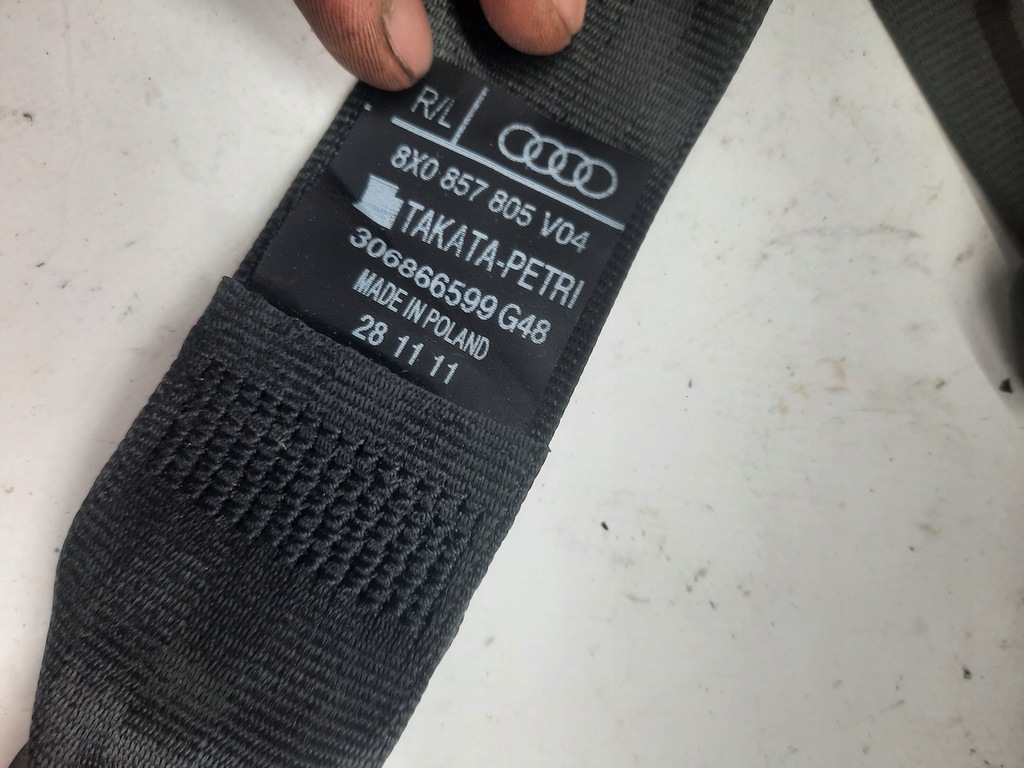 R/L
8X0 857 805 V04
TAKATA-PETRI
306866599 G48
MADE IN POLAND
28 11 11